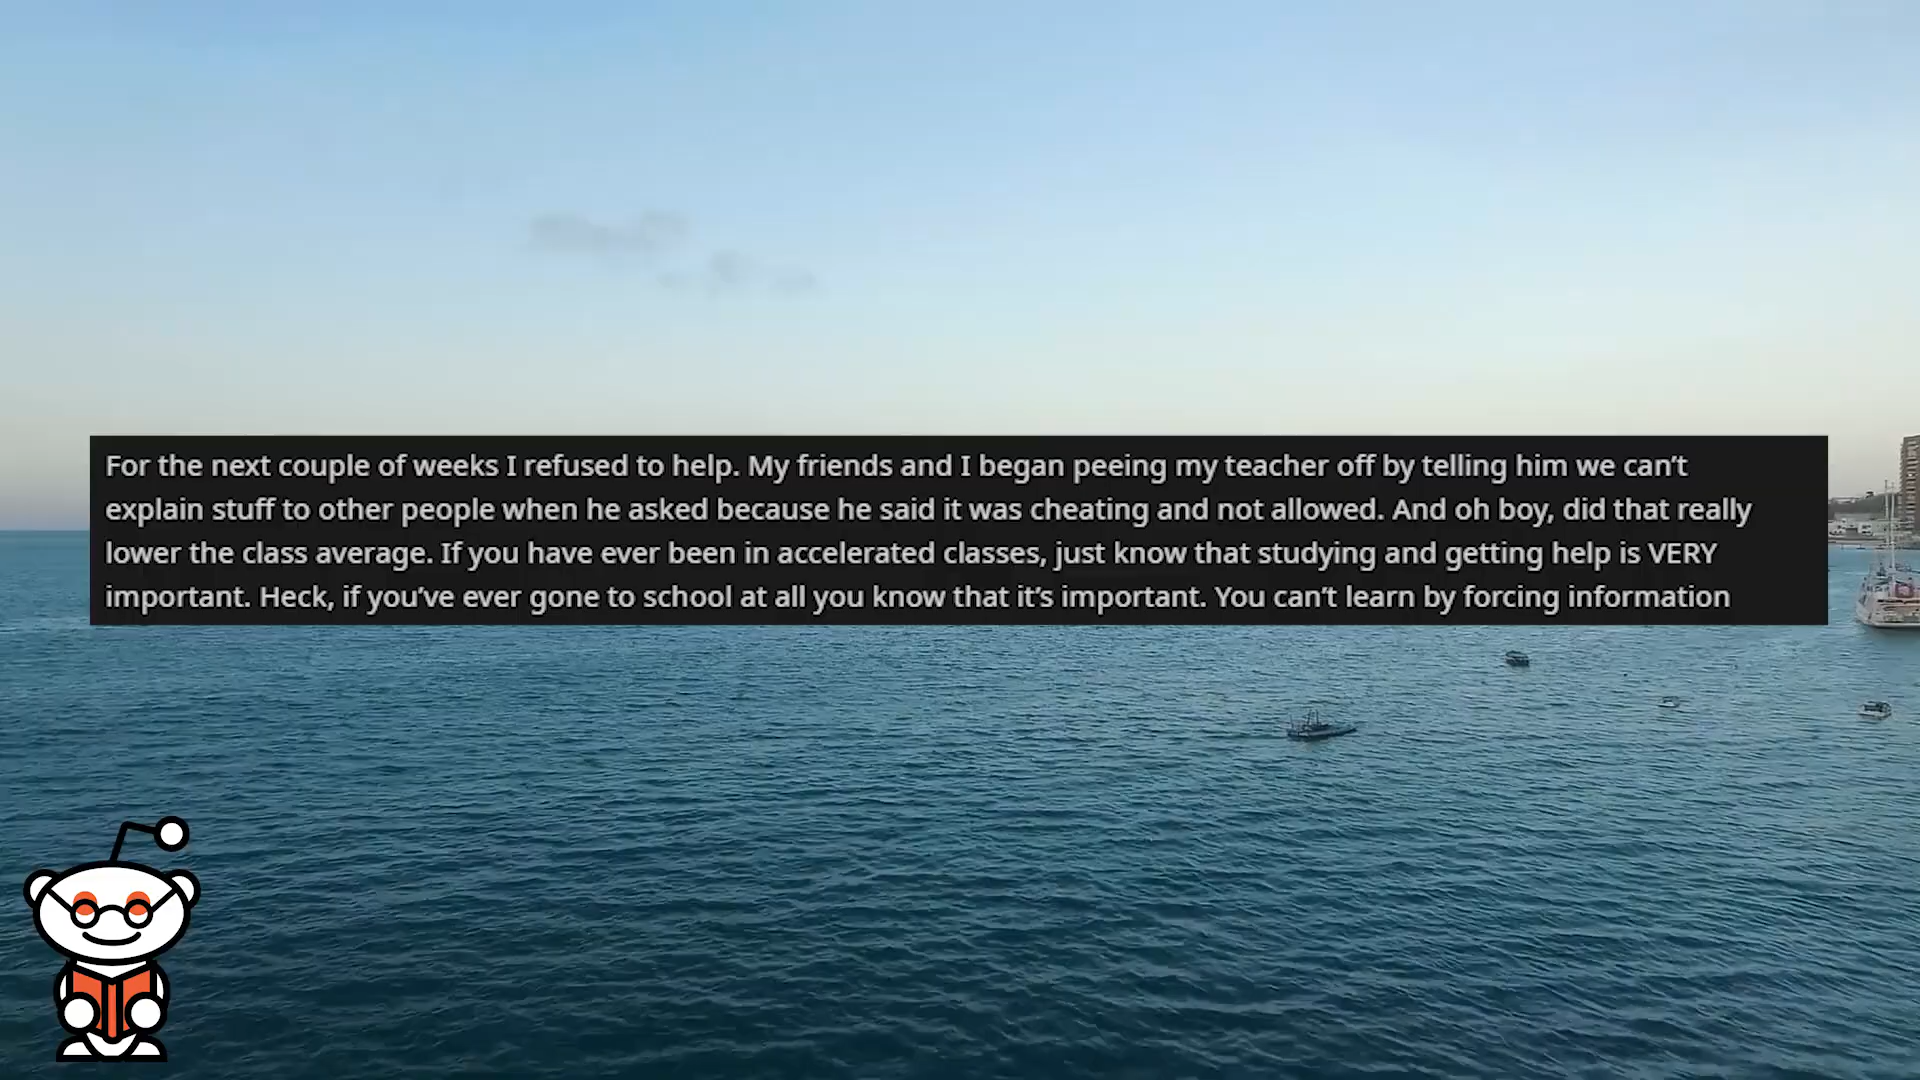 For the next couple of weeks I refused to help. My friends and I began peeing my teacher off by telling him we can’t
explain stuff to other people when he asked because he said it was cheating and not allowed. And oh boy, did that really
lower the class average. If you have ever been in accelerated classes, just know that studying and getting help is VERY
important. Heck, if you’ve ever gone to school at all you know that it’s important. You can’t learn by forcing information